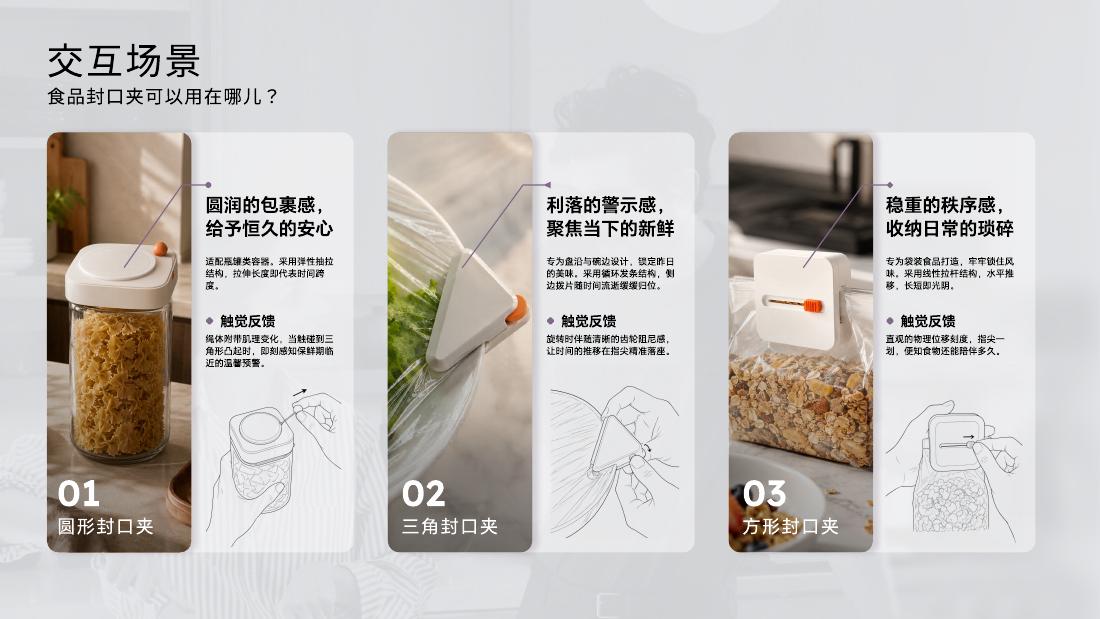 交互场景
食品封口夹可以用在哪儿？
圆润的包裹感，
给予恒久的安心
适配瓶罐类容器。采用弹性抽拉
结构，拉伸长度即代表时间跨
度。
触觉反馈
绳体附带肌理变化，当触碰到三
角形凸起时，即刻感知保鲜期临
近的温馨预警。
01
圆形封口夹
利落的警示感，
聚焦当下的新鲜
专为盘沿与碗边设计，锁定昨日
的美味。采用循环发条结构，侧
边拨片随时间流逝缓缓归位。
触觉反馈
旋转时伴随清晰的齿轮阻尼感，
让时间的推移在指尖精准落座。
02
三角封口夹
稳重的秩序感，
收纳日常的琐碎
专为袋装食品打造，牢牢锁住风
味。采用线性拉杆结构，水平推
移，长短即光阴。
触觉反馈
直观的物理位移刻度，指尖一
划，便知食物还能陪伴多久。
03
方形封口夹